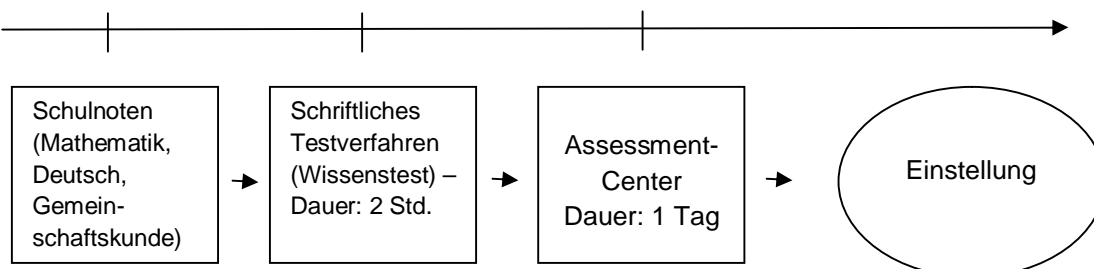 Schulnoten
(Mathematik,
Deutsch,
Gemein-
schaftskunde)
Schriftliches
Testverfahren
(Wissenstest) –
Dauer: 2 Std.
Assessment-
Center
Dauer: 1 Tag
Einstellung